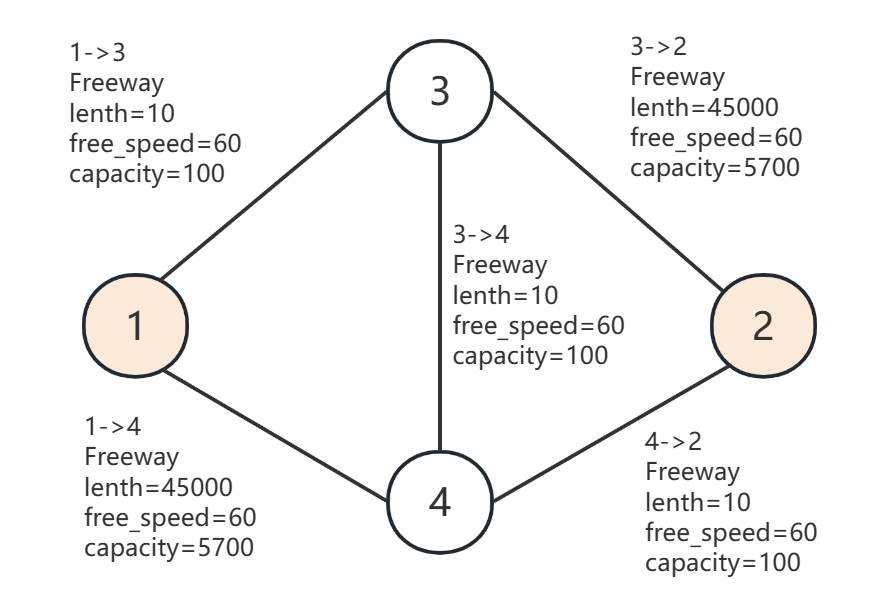 1->3
Freeway
lenth=10
free_speed=60
capacity=100
3
3->2
Freeway
lenth=45000
free_speed=60
capacity=5700
3->4
Freeway
lenth=10
free_speed=60
capacity=100
1
2
1->4
Freeway
lenth=45000
free_speed=60
capacity=5700
4
4->2
Freeway
lenth=10
free_speed=60
capacity=100